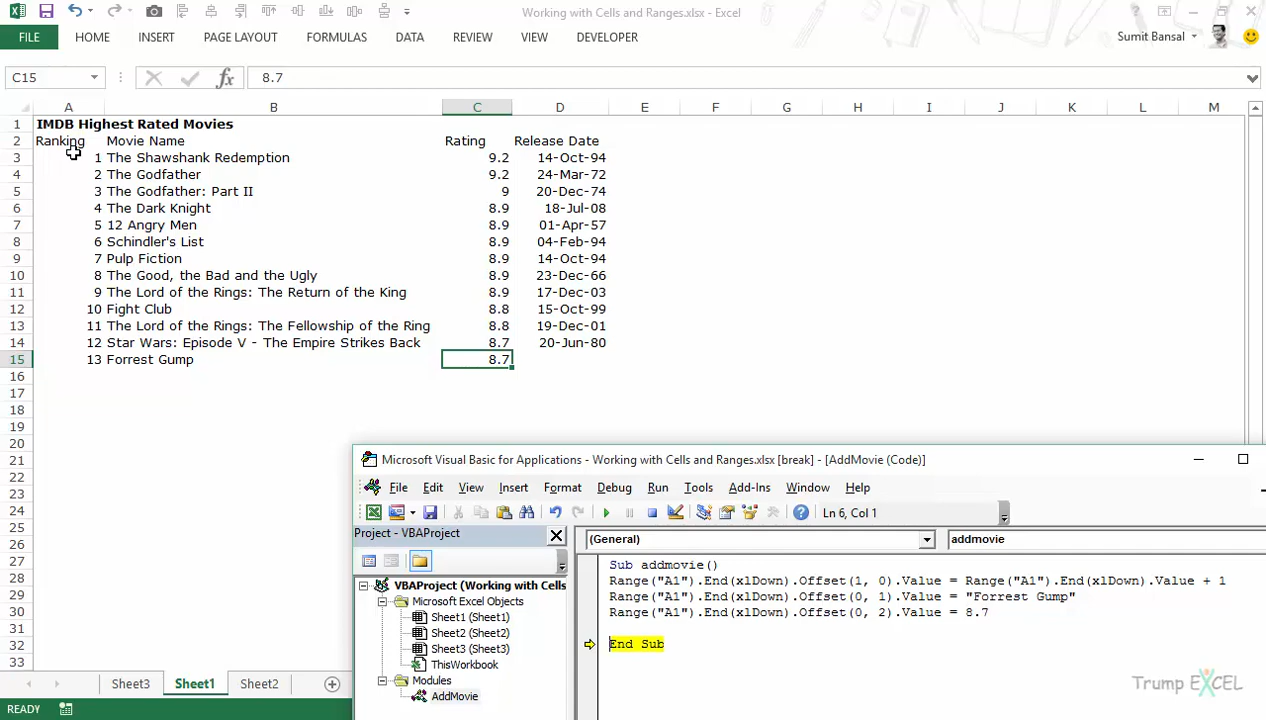 Working with Cells and Ranges.xlsx - Excel
FILE HOME INSERT PAGE LAYOUT FORMULAS DATA REVIEW VIEW DEVELOPER Sumit Bansal
C15 fx 8.7
A B C D E F G H I J K L M
1 IMDB Highest Rated Movies
2 Ranking Movie Name Rating Release Date
3 1 The Shawshank Redemption 9.2 14-Oct-94
4 2 The Godfather 9.2 24-Mar-72
5 3 The Godfather: Part II 9 20-Dec-74
6 4 The Dark Knight 8.9 18-Jul-08
7 5 12 Angry Men 8.9 01-Apr-57
8 6 Schindler's List 8.9 04-Feb-94
9 7 Pulp Fiction 8.9 14-Oct-94
10 8 The Good, the Bad and the Ugly 8.9 23-Dec-66
11 9 The Lord of the Rings: The Return of the King 8.9 17-Dec-03
12 10 Fight Club 8.8 15-Oct-99
13 11 The Lord of the Rings: The Fellowship of the Ring 8.8 19-Dec-01
14 12 Star Wars: Episode V - The Empire Strikes Back 8.7 20-Jun-80
15 13 Forrest Gump 8.7
16
17
18
19
20
21
22
23
24
25
26
27
28
29
30
31
32
33
Sheet3 Sheet1 Sheet2
READY
Microsoft Visual Basic for Applications - Working with Cells and Ranges.xlsx [break] - [AddMovie (Code)]
File Edit View Insert Format Debug Run Tools Add-Ins Window Help
Ln 6, Col 1
Project - VBAProject
VBAProject (Working with Cells
Microsoft Excel Objects
Sheet1 (Sheet1)
Sheet2 (Sheet2)
Sheet3 (Sheet3)
ThisWorkbook
Modules
AddMovie
(General) addmovie
Sub addmovie()
Range("A1").End(xlDown).Offset(1, 0).Value = Range("A1").End(xlDown).Value + 1
Range("A1").End(xlDown).Offset(0, 1).Value = "Forrest Gump"
Range("A1").End(xlDown).Offset(0, 2).Value = 8.7
End Sub
Trump EXCEL